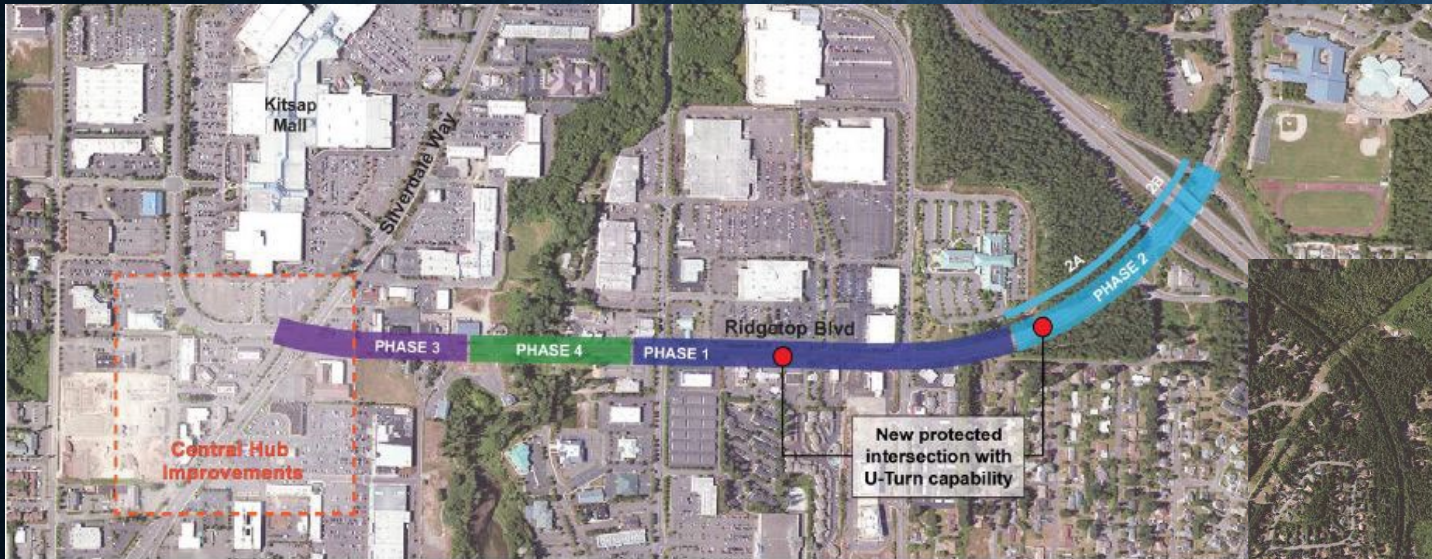 Kitsap
Mall
Silverdale Way
2B
2A
PHASE 2
Ridgetop Blvd
PHASE 3
PHASE 4
PHASE 1
New protected
intersection with
U-Turn capability
Central Hub
Improvements